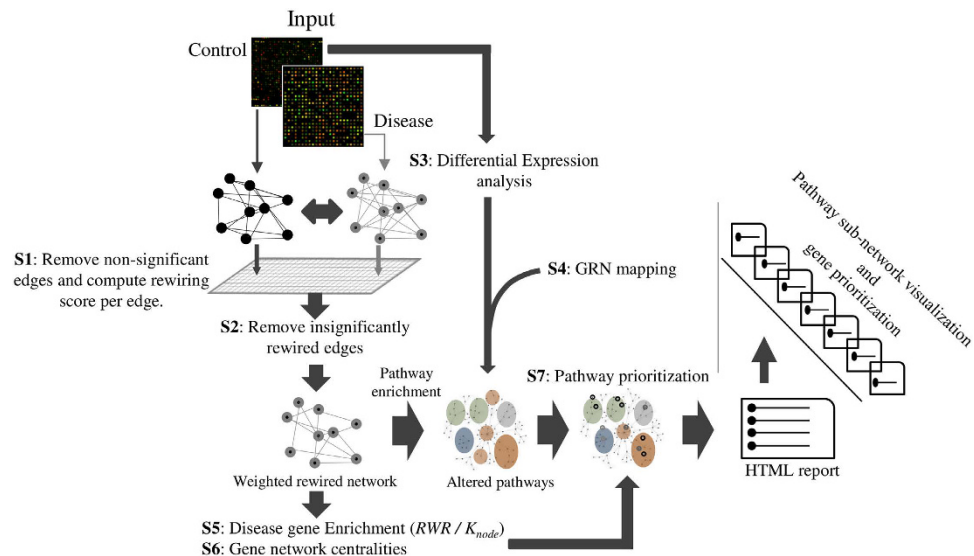 Input
Control
Disease
S3: Differential Expression
analysis
S1: Remove non-significant
edges and compute rewiring
score per edge.
S4: GRN mapping
S2: Remove insignificantly
rewired edges
Pathway
enrichment
S7: Pathway prioritization
Pathway sub-network visualization
and
gene prioritization
Weighted rewired network
Altered pathways
HTML report
S5: Disease gene Enrichment (RWR / Knode)
S6: Gene network centralities